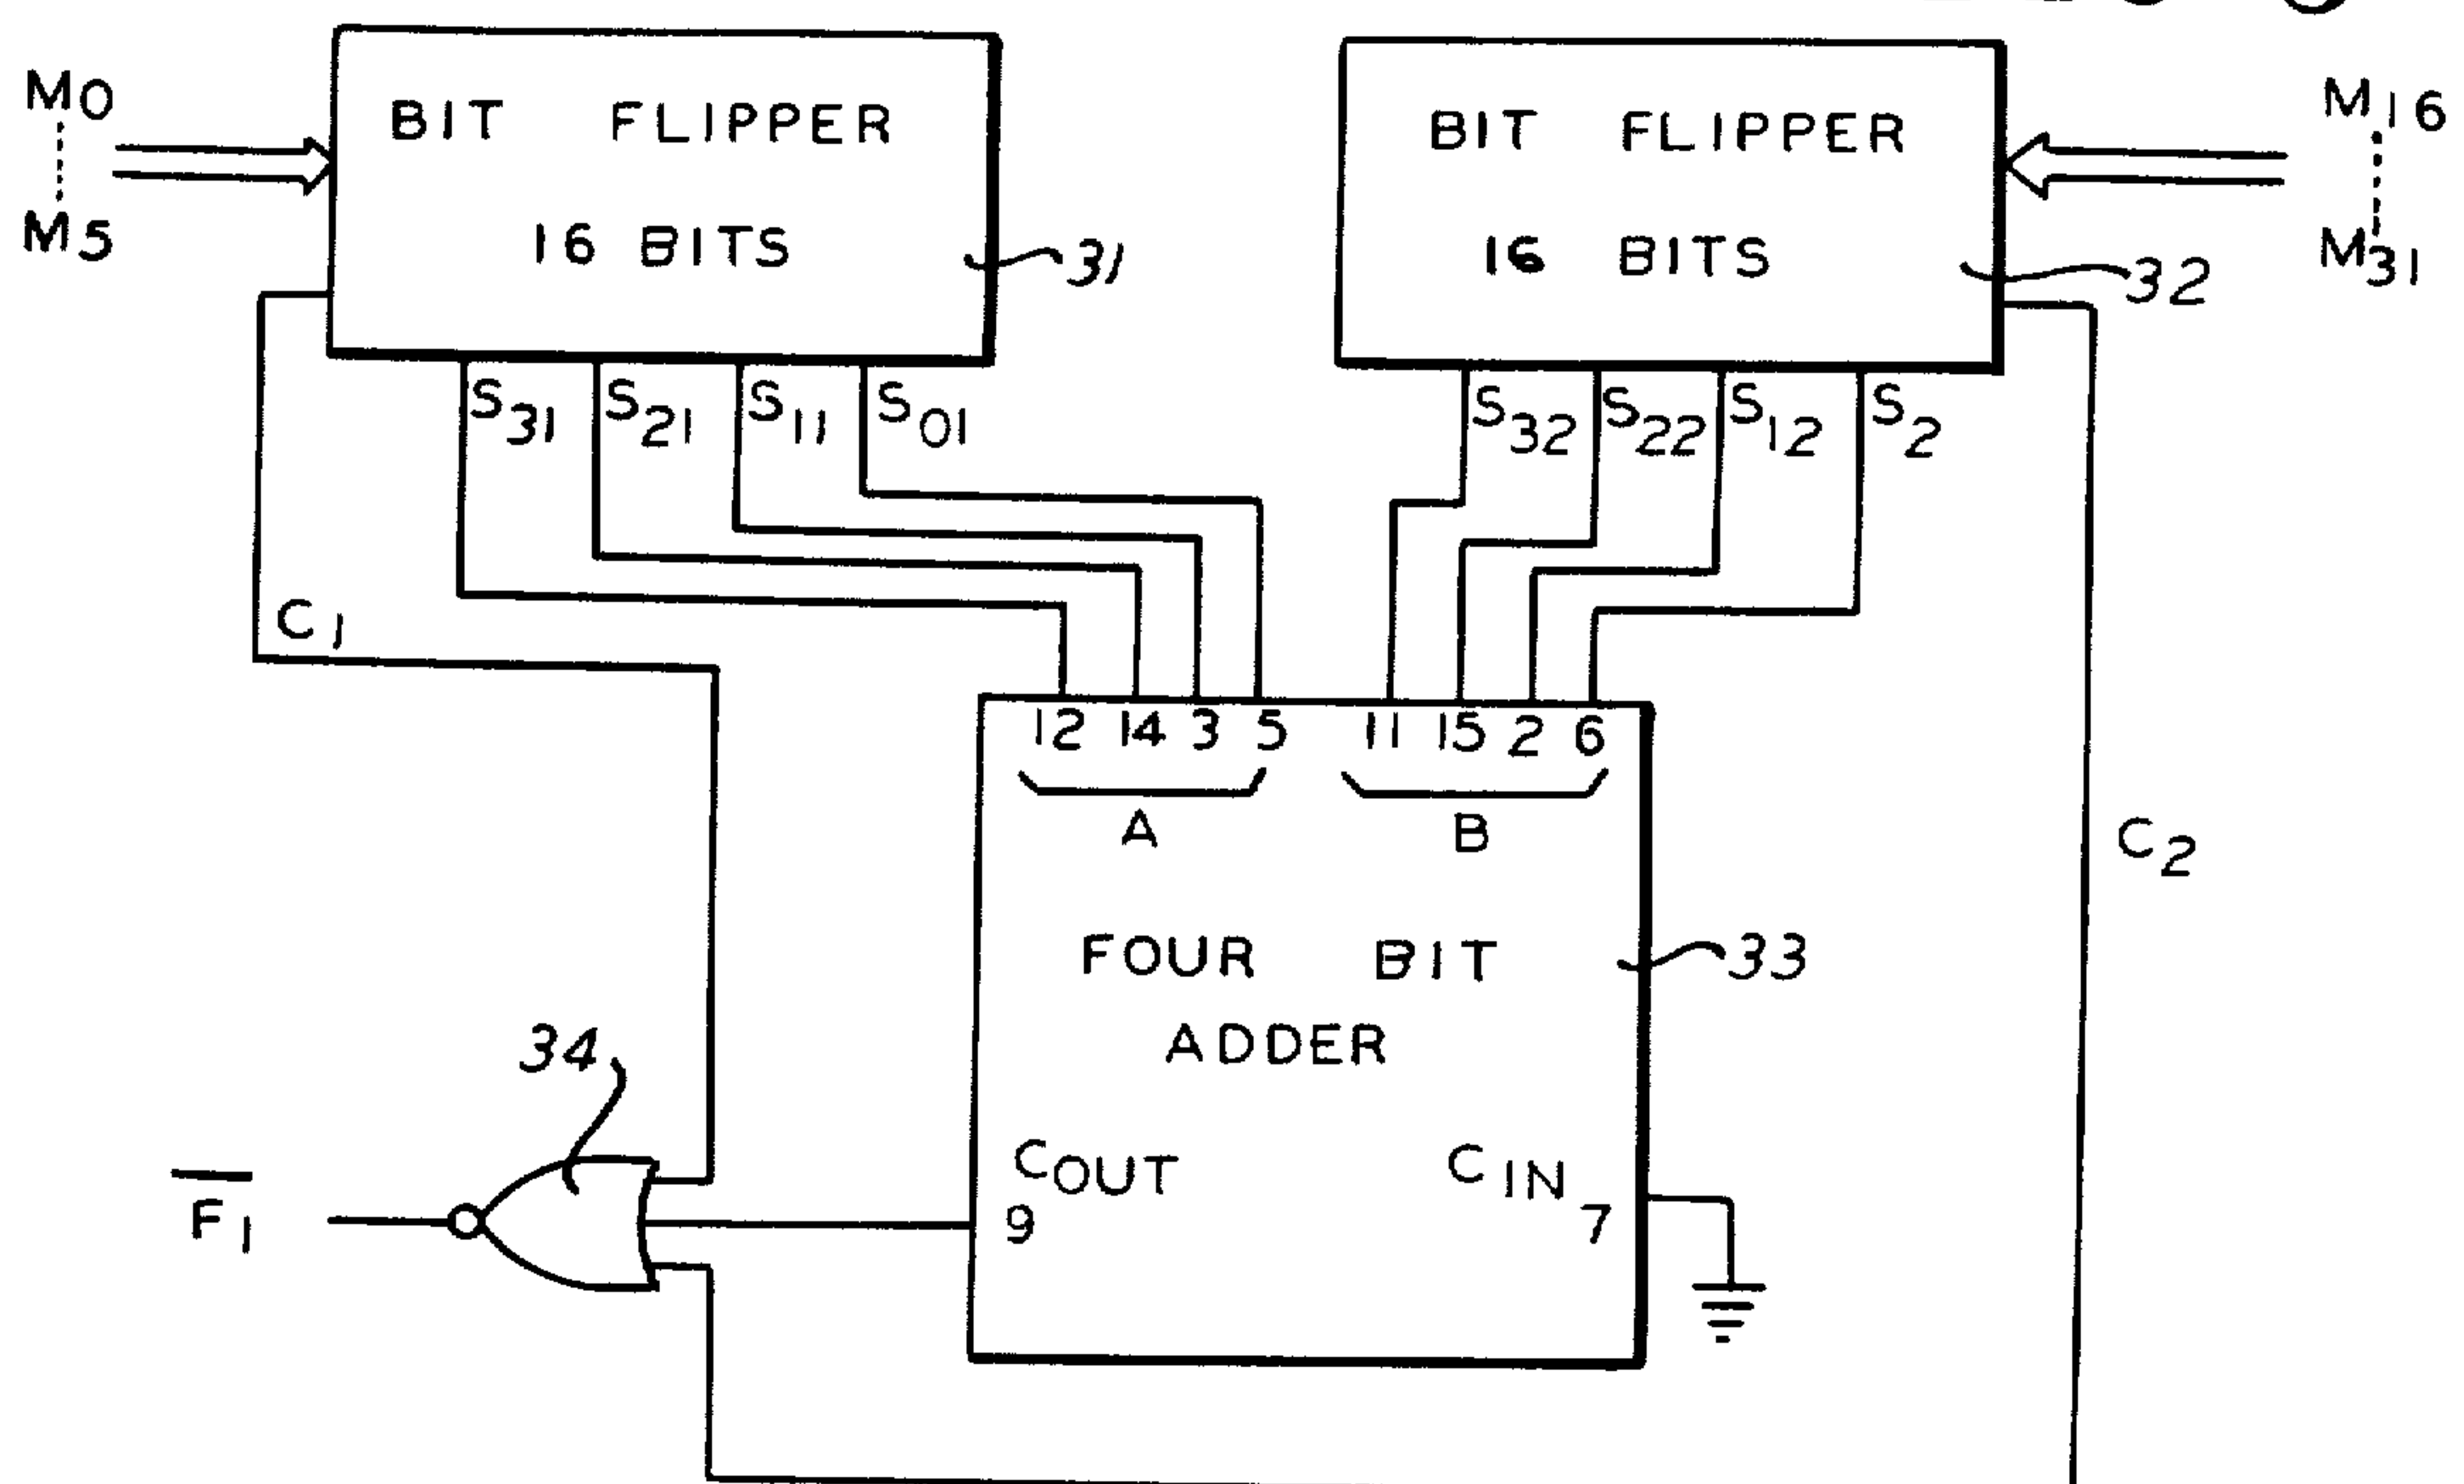 M0
M5
BIT FLIPPER
16 BITS
31
BIT FLIPPER
16 BITS
32
M16
M31
S31 S21 S11 S01
S32 S22 S12 S2
C1
12 14 3 5 11 15 2 6
A B
C2
FOUR BIT
ADDER
33
34
COUT
9
CIN
7
F1